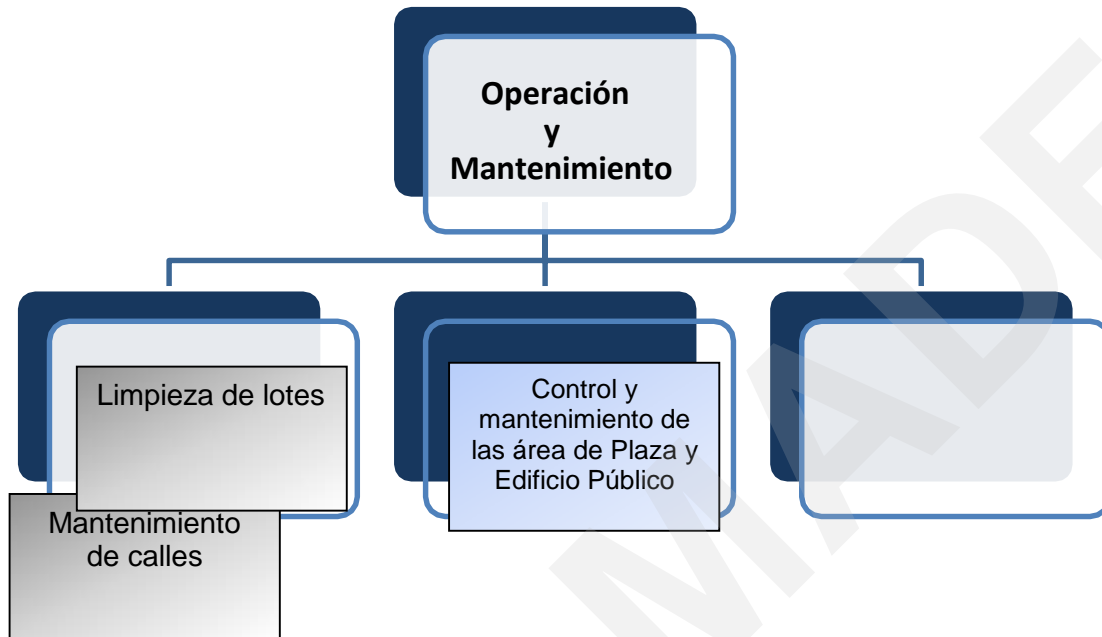 Operación
y
Mantenimiento
Limpieza de lotes
Mantenimiento
de calles
Control y
mantenimiento de
las área de Plaza y
Edificio Público